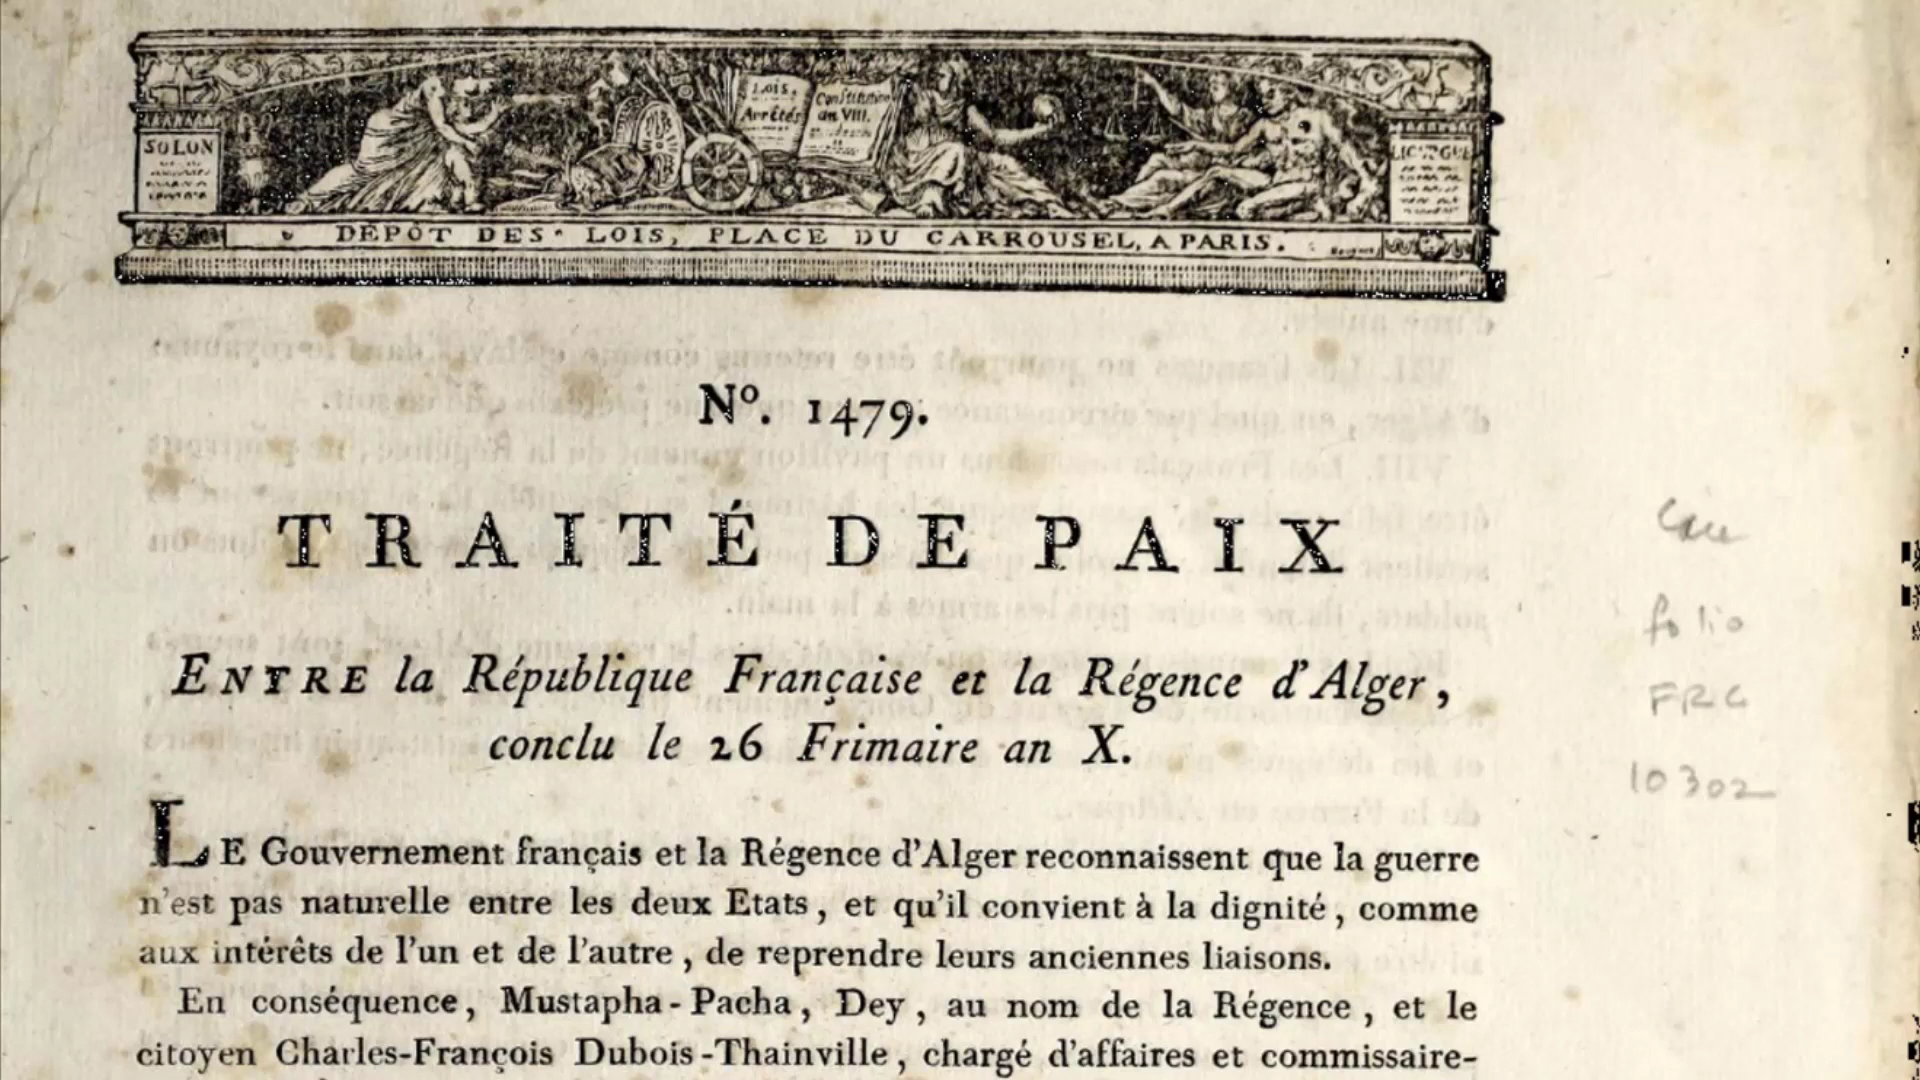 LOIS,
Arrêtés
Constitution
an VIII.
SOLON
DÉPÔT DES LOIS, PLACE DU CARROUSEL, A PARIS.
Nº. 1479.
TRAITÉ DE PAIX
ENTRE la République Française et la Régence d'Alger,
conclu le 26 Frimaire an X.
LE Gouvernement français et la Régence d'Alger reconnaissent que la guerre
n'est pas naturelle entre les deux Etats, et qu'il convient à la dignité, comme
aux intérêts de l'un et de l'autre, de reprendre leurs anciennes liaisons.
En conséquence, Mustapha-Pacha, Dey, au nom de la Régence, et le
citoyen Charles-François Dubois-Thainville, chargé d'affaires et commissaire-
folio
FRC
10302